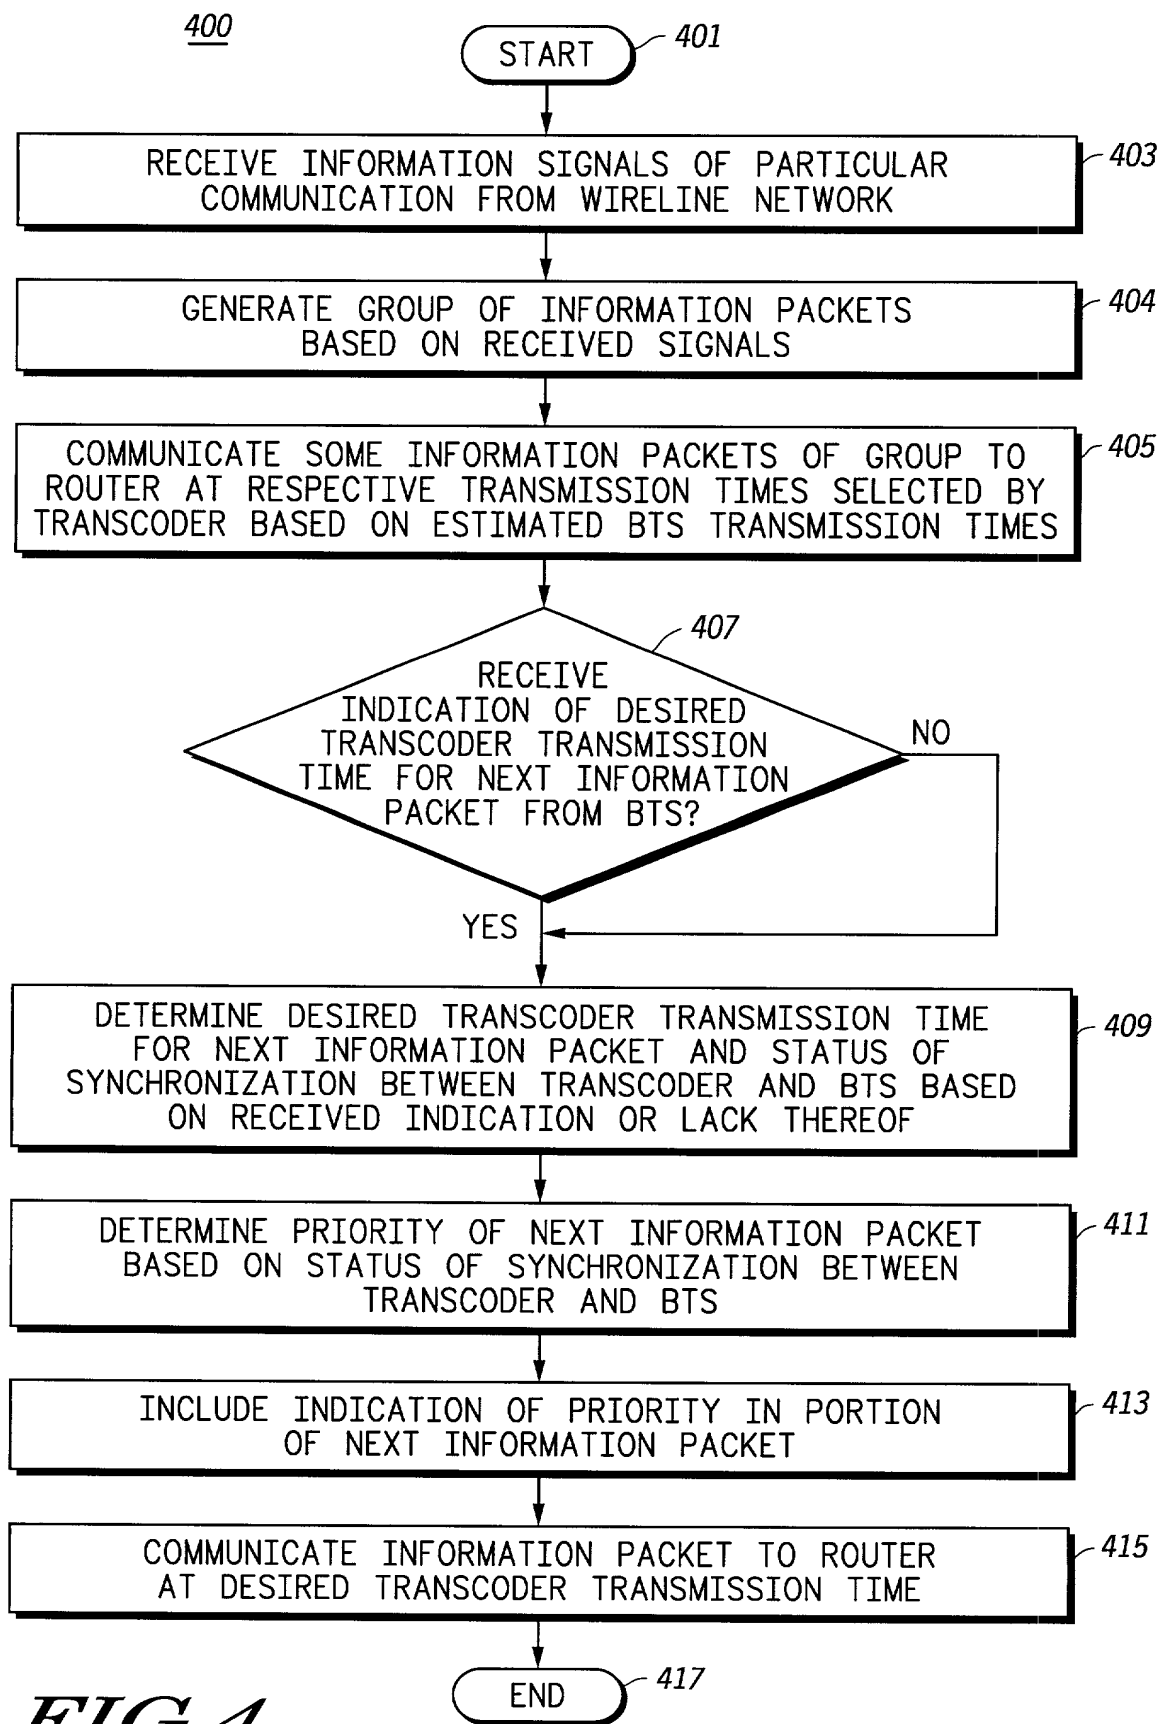 400
START
401
RECEIVE INFORMATION SIGNALS OF PARTICULAR
COMMUNICATION FROM WIRELINE NETWORK
403
GENERATE GROUP OF INFORMATION PACKETS
BASED ON RECEIVED SIGNALS
404
COMMUNICATE SOME INFORMATION PACKETS OF GROUP TO
ROUTER AT RESPECTIVE TRANSMISSION TIMES SELECTED BY
TRANSCODER BASED ON ESTIMATED BTS TRANSMISSION TIMES
405
407
RECEIVE
INDICATION OF DESIRED
TRANSCODER TRANSMISSION
TIME FOR NEXT INFORMATION
PACKET FROM BTS?
NO
YES
DETERMINE DESIRED TRANSCODER TRANSMISSION TIME
FOR NEXT INFORMATION PACKET AND STATUS OF
SYNCHRONIZATION BETWEEN TRANSCODER AND BTS BASED
ON RECEIVED INDICATION OR LACK THEREOF
409
DETERMINE PRIORITY OF NEXT INFORMATION PACKET
BASED ON STATUS OF SYNCHRONIZATION BETWEEN
TRANSCODER AND BTS
411
INCLUDE INDICATION OF PRIORITY IN PORTION
OF NEXT INFORMATION PACKET
413
COMMUNICATE INFORMATION PACKET TO ROUTER
AT DESIRED TRANSCODER TRANSMISSION TIME
415
END
417
FIG.4